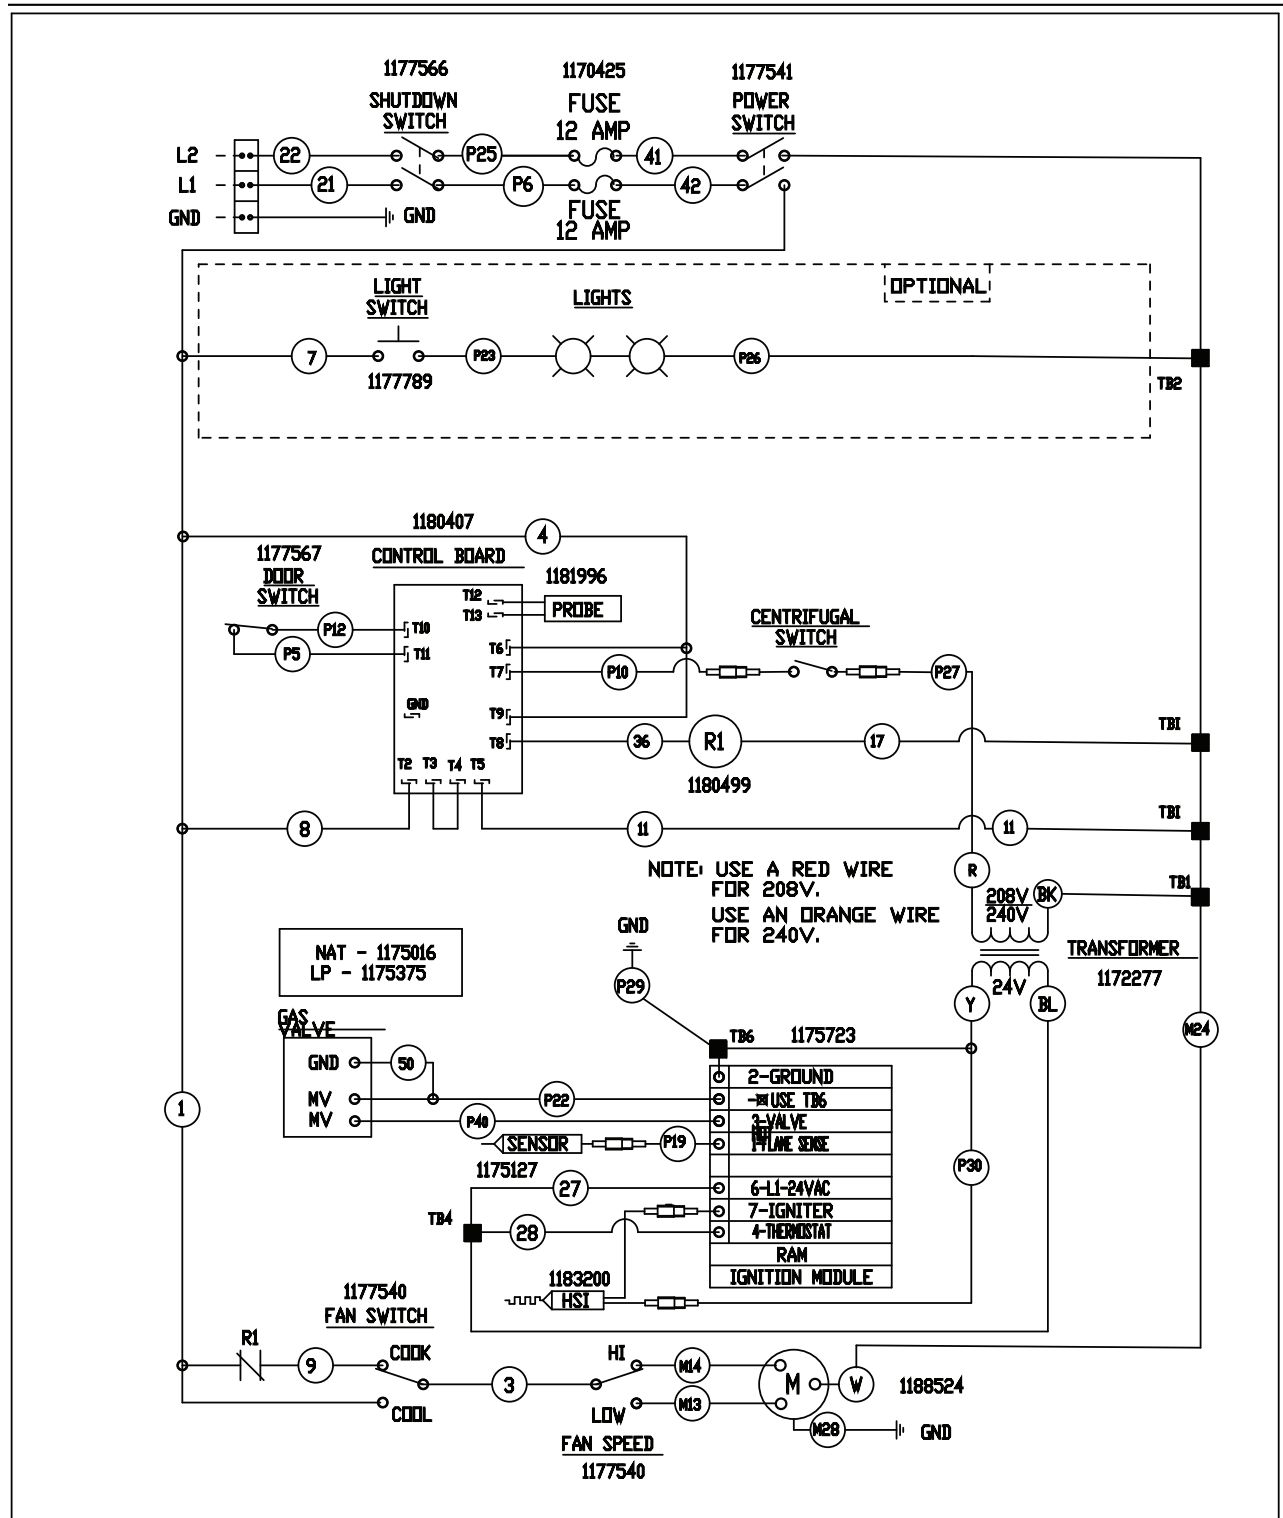 1177566
1170425
1177541
SHUTDOWN
SWITCH
FUSE
12 AMP
POWER
SWITCH
L2
22
P25
41
L1
21
P6
42
GND
GND
FUSE
12 AMP
LIGHT
SWITCH
LIGHTS
OPTIONAL
7
P23
P26
1177789
TB2
1180407
4
1177567
DOOR
SWITCH
CONTROL BOARD
1181996
T12
T13
PROBE
CENTRIFUGAL
SWITCH
P12
T10
P5
T11
T6
T7
P10
P27
GND
T9
T8
36
R1
17
TBI
1180499
T2 T3 T4 T5
8
11
11
TBI
NOTE: USE A RED WIRE
FOR 208V.
USE AN ORANGE WIRE
FOR 240V.
R
208V
240V
BK
TB1
TRANSFORMER
1172277
24V
Y
BL
NAT - 1175016
LP - 1175375
GND
P29
M24
GAS
VALVE
TB6
1175723
GND
50
2-GROUND
MV
P22
USE TB6
MV
P40
3-VALVE
SENSOR
P19
1-FLAME SENSE
1175127
P30
1
27
6-L1-24VAC
7-IGNITER
TB4
28
4-THERMOSTAT
RAM
IGNITION MODULE
1183200
HSI
1177540
FAN SWITCH
R1
9
COOK
HI
M14
3
M
W
1188524
COOL
LOW
M13
M28
GND
FAN SPEED
1177540